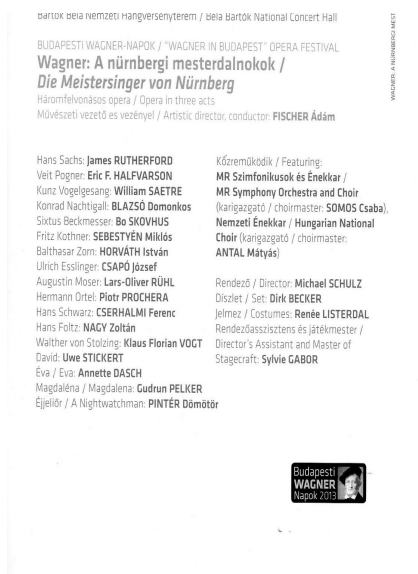 Bartók Béla Nemzeti Hangversenyterem / Béla Bartók National Concert Hall
BUDAPESTI WAGNER-NAPOK / "WAGNER IN BUDAPEST" OPERA FESTIVAL
Wagner: A nürnbergi mesterdalnokok /
Die Meistersinger von Nürnberg
Háromfelvonásos opera / Opera in three acts
Művészeti vezető és vezényel / Artistic director, conductor: FISCHER Ádám
Hans Sachs: James RUTHERFORD
Veit Pogner: Eric F. HALFVARSON
Kunz Vogelgesang: William SAETRE
Konrad Nachtigall: BLAZSÓ Domonkos
Sixtus Beckmesser: Bo SKOVHUS
Fritz Kothner: SEBESTYÉN Miklós
Balthasar Zorn: HORVÁTH István
Ulrich Esslinger: CSAPÓ József
Augustin Moser: Lars-Oliver RÜHL
Hermann Ortel: Piotr PROCHERA
Hans Schwarz: CSERHALMI Ferenc
Hans Foltz: NAGY Zoltán
Walther von Stolzing: Klaus Florian VOGT
David: Uwe STICKERT
Éva / Eva: Annette DASCH
Magdaléna / Magdalena: Gudrun PELKER
Éjjeliőr / A Nightwatchman: PINTÉR Dömötör
Közreműködik / Featuring:
MR Szimfonikusok és Énekkar /
MR Symphony Orchestra and Choir
(karigazgató / choirmaster: SOMOS Csaba),
Nemzeti Énekkar / Hungarian National
Choir (karigazgató / choirmaster:
ANTAL Mátyás)
Rendező / Director: Michael SCHULZ
Díszlet / Set: Dirk BECKER
Jelmez / Costumes: Renée LISTERDAL
Rendezőasszisztens és játékmester /
Director's Assistant and Master of
Stagecraft: Sylvie GABOR
Budapesti
WAGNER
Napok 2013
WAGNER: A NÜRNBERGI MEST